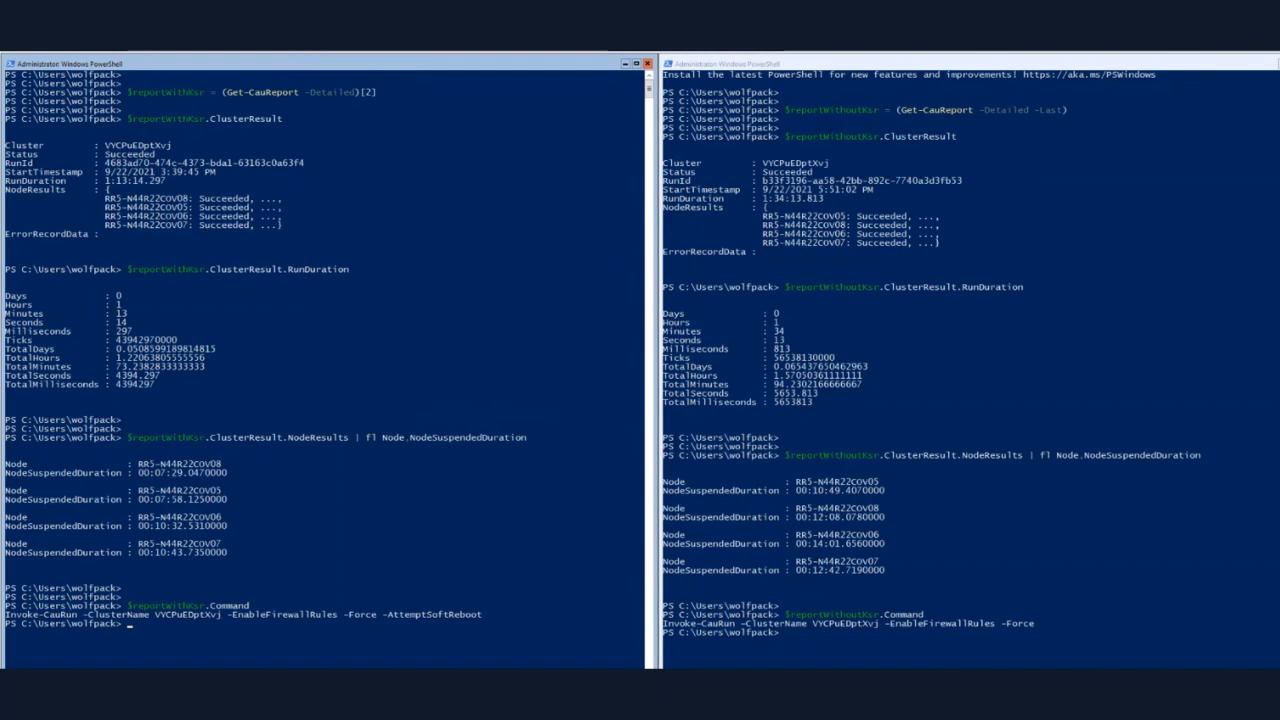 Administrator: Windows PowerShell
PS C:\Users\wolfpack>
PS C:\Users\wolfpack>
PS C:\Users\wolfpack> $reportWithKsr = (Get-CauReport -Detailed)[2]
PS C:\Users\wolfpack>
PS C:\Users\wolfpack>
PS C:\Users\wolfpack> $reportWithKsr.ClusterResult
Cluster : VYCPuEDptXvj
Status : Succeeded
RunId : 4683ad70-474c-4373-bda1-63163c0a63f4
StartTimestamp : 9/22/2021 3:39:45 PM
RunDuration : 1:13:14.297
NodeResults : {
RR5-N44R22COV08: Succeeded, ...,
RR5-N44R22COV05: Succeeded, ...,
RR5-N44R22COV06: Succeeded, ...,
RR5-N44R22COV07: Succeeded, ...}
ErrorRecordData :
PS C:\Users\wolfpack> $reportWithKsr.ClusterResult.RunDuration
Days : 0
Hours : 1
Minutes : 13
Seconds : 14
Milliseconds : 297
Ticks : 43942970000
TotalDays : 0.0508599189814815
TotalHours : 1.22063805555556
TotalMinutes : 73.2382833333333
TotalSeconds : 4394.297
TotalMilliseconds : 4394297
PS C:\Users\wolfpack>
PS C:\Users\wolfpack>
PS C:\Users\wolfpack> $reportWithKsr.ClusterResult.NodeResults | fl Node,NodeSuspendedDuration
Node : RR5-N44R22COV08
NodeSuspendedDuration : 00:07:29.0470000
Node : RR5-N44R22COV05
NodeSuspendedDuration : 00:07:58.1250000
Node : RR5-N44R22COV06
NodeSuspendedDuration : 00:10:32.5310000
Node : RR5-N44R22COV07
NodeSuspendedDuration : 00:10:43.7350000
PS C:\Users\wolfpack>
PS C:\Users\wolfpack>
PS C:\Users\wolfpack> $reportWithKsr.Command
Invoke-CauRun -ClusterName VYCPuEDptXvj -EnableFirewallRules -Force -AttemptSoftReboot
PS C:\Users\wolfpack> _
Administrator: Windows PowerShell
Install the latest PowerShell for new features and improvements! https://aka.ms/PSWindows
PS C:\Users\wolfpack>
PS C:\Users\wolfpack>
PS C:\Users\wolfpack> $reportWithoutKsr = (Get-CauReport -Detailed -Last)
PS C:\Users\wolfpack>
PS C:\Users\wolfpack>
PS C:\Users\wolfpack> $reportWithoutKsr.ClusterResult
Cluster : VYCPuEDptXvj
Status : Succeeded
RunId : b33f3196-aa58-42bb-892c-7740a3d3fb53
StartTimestamp : 9/22/2021 5:51:02 PM
RunDuration : 1:34:13.813
NodeResults : {
RR5-N44R22COV05: Succeeded, ...,
RR5-N44R22COV08: Succeeded, ...,
RR5-N44R22COV06: Succeeded, ...,
RR5-N44R22COV07: Succeeded, ...}
ErrorRecordData :
PS C:\Users\wolfpack> $reportWithoutKsr.ClusterResult.RunDuration
Days : 0
Hours : 1
Minutes : 34
Seconds : 13
Milliseconds : 813
Ticks : 56538130000
TotalDays : 0.065437650462963
TotalHours : 1.57050361111111
TotalMinutes : 94.2302166666667
TotalSeconds : 5653.813
TotalMilliseconds : 5653813
PS C:\Users\wolfpack>
PS C:\Users\wolfpack>
PS C:\Users\wolfpack> $reportWithoutKsr.ClusterResult.NodeResults | fl Node,NodeSuspendedDuration
Node : RR5-N44R22COV05
NodeSuspendedDuration : 00:10:49.4070000
Node : RR5-N44R22COV08
NodeSuspendedDuration : 00:12:08.0780000
Node : RR5-N44R22COV06
NodeSuspendedDuration : 00:14:01.6560000
Node : RR5-N44R22COV07
NodeSuspendedDuration : 00:12:42.7190000
PS C:\Users\wolfpack>
PS C:\Users\wolfpack> $reportWithoutKsr.Command
Invoke-CauRun -ClusterName VYCPuEDptXvj -EnableFirewallRules -Force
PS C:\Users\wolfpack>